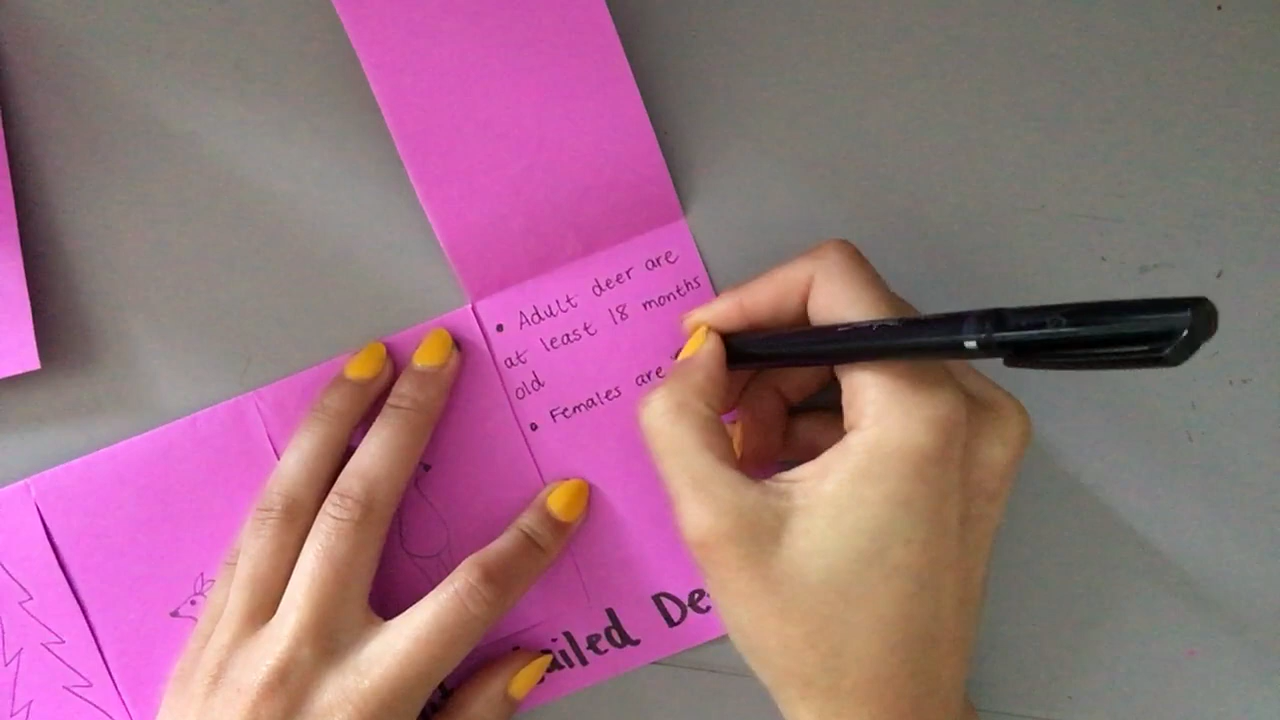 • Adult deer are
at least 18 months
old
• Females are
ailed De